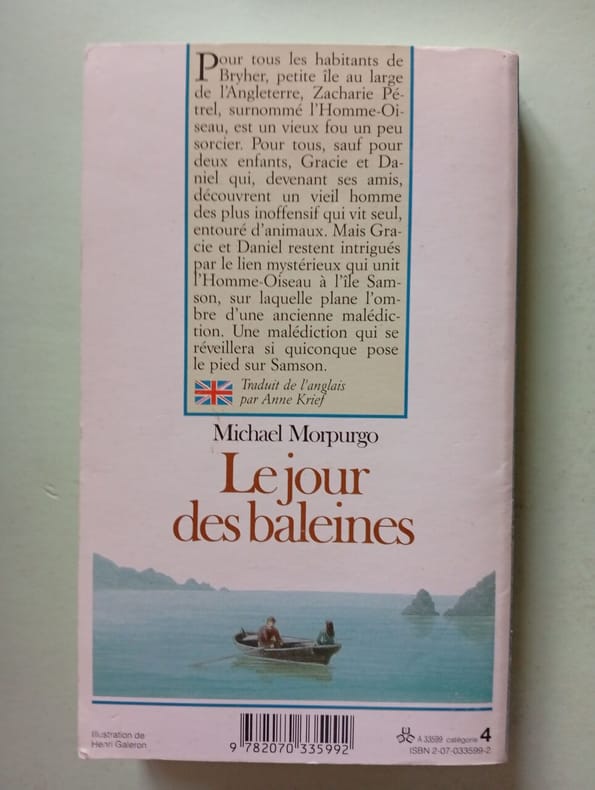 Pour tous les habitants de
Bryher, petite île au large
de l'Angleterre, Zacharie Pé-
trel, surnommé l'Homme-Oi-
seau, est un vieux fou un peu
sorcier. Pour tous, sauf pour
deux enfants, Gracie et Da-
niel qui, devenant ses amis,
découvrent un vieil homme
des plus inoffensif qui vit seul,
entouré d'animaux. Mais Gra-
cie et Daniel restent intrigués
par le lien mystérieux qui unit
l'Homme-Oiseau à l'île Sam-
son, sur laquelle plane l'om-
bre d'une ancienne malédic-
tion. Une malédiction qui se
réveillera si quiconque pose
le pied sur Samson.
Traduit de l'anglais
par Anne Krief
Michael Morpurgo
Le jour
des baleines
Illustration de
Henri Galeron
9 782070 335992
A 33599 catégorie 4
ISBN 2-07-033599-2